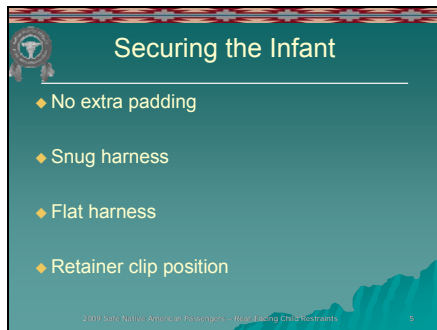 Securing the Infant
No extra padding
Snug harness
Flat harness
Retainer clip position
2009 Safe Native American Passengers – Rear Facing Child Restraints 5